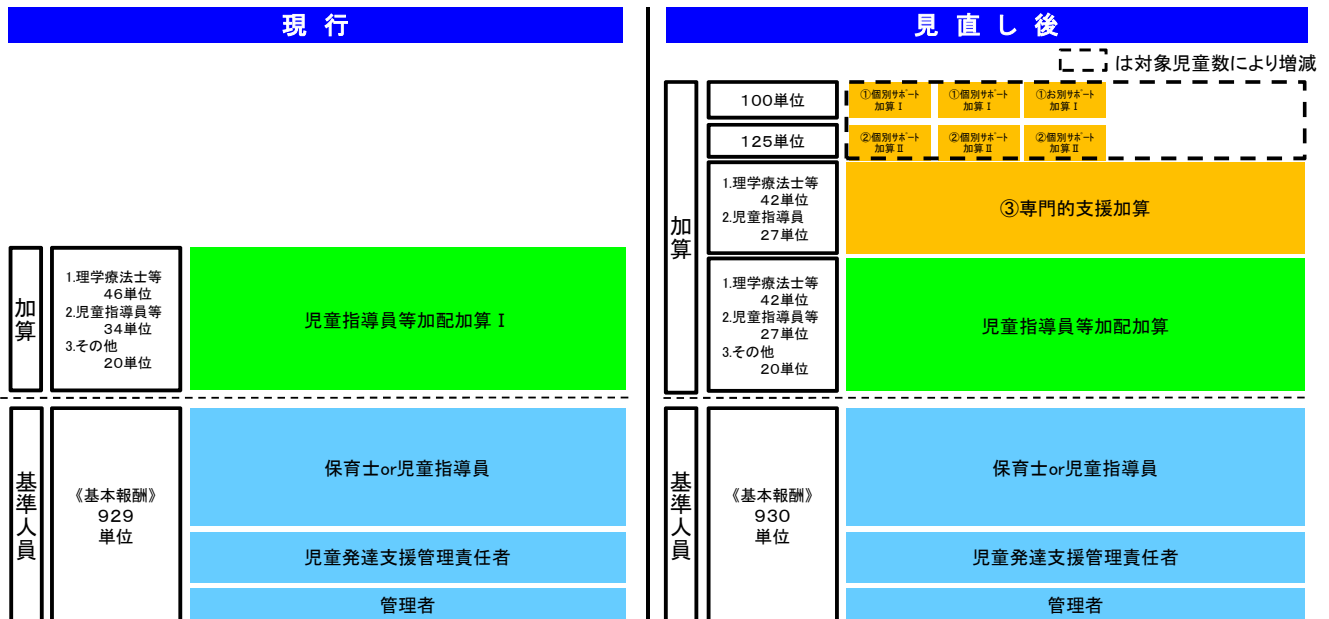 現 行
加算
1.理学療法士等
46単位
2.児童指導員等
34単位
3.その他
20単位
児童指導員等加配加算Ⅰ
基準人員
《基本報酬》
929
単位
保育士or児童指導員
児童発達支援管理責任者
管理者
見 直 し 後
は対象児童数により増減
加算
100単位
①個別ｻﾎﾟｰﾄ
加算Ⅰ
①個別ｻﾎﾟｰﾄ
加算Ⅰ
①お別ｻﾎﾟｰﾄ
加算Ⅰ
125単位
②個別ｻﾎﾟｰﾄ
加算Ⅱ
②個別ｻﾎﾟｰﾄ
加算Ⅱ
②個別ｻﾎﾟｰﾄ
加算Ⅱ
1.理学療法士等
42単位
2.児童指導員
27単位
③専門的支援加算
1.理学療法士等
42単位
2.児童指導員等
27単位
3.その他
20単位
児童指導員等加配加算
基準人員
《基本報酬》
930
単位
保育士or児童指導員
児童発達支援管理責任者
管理者